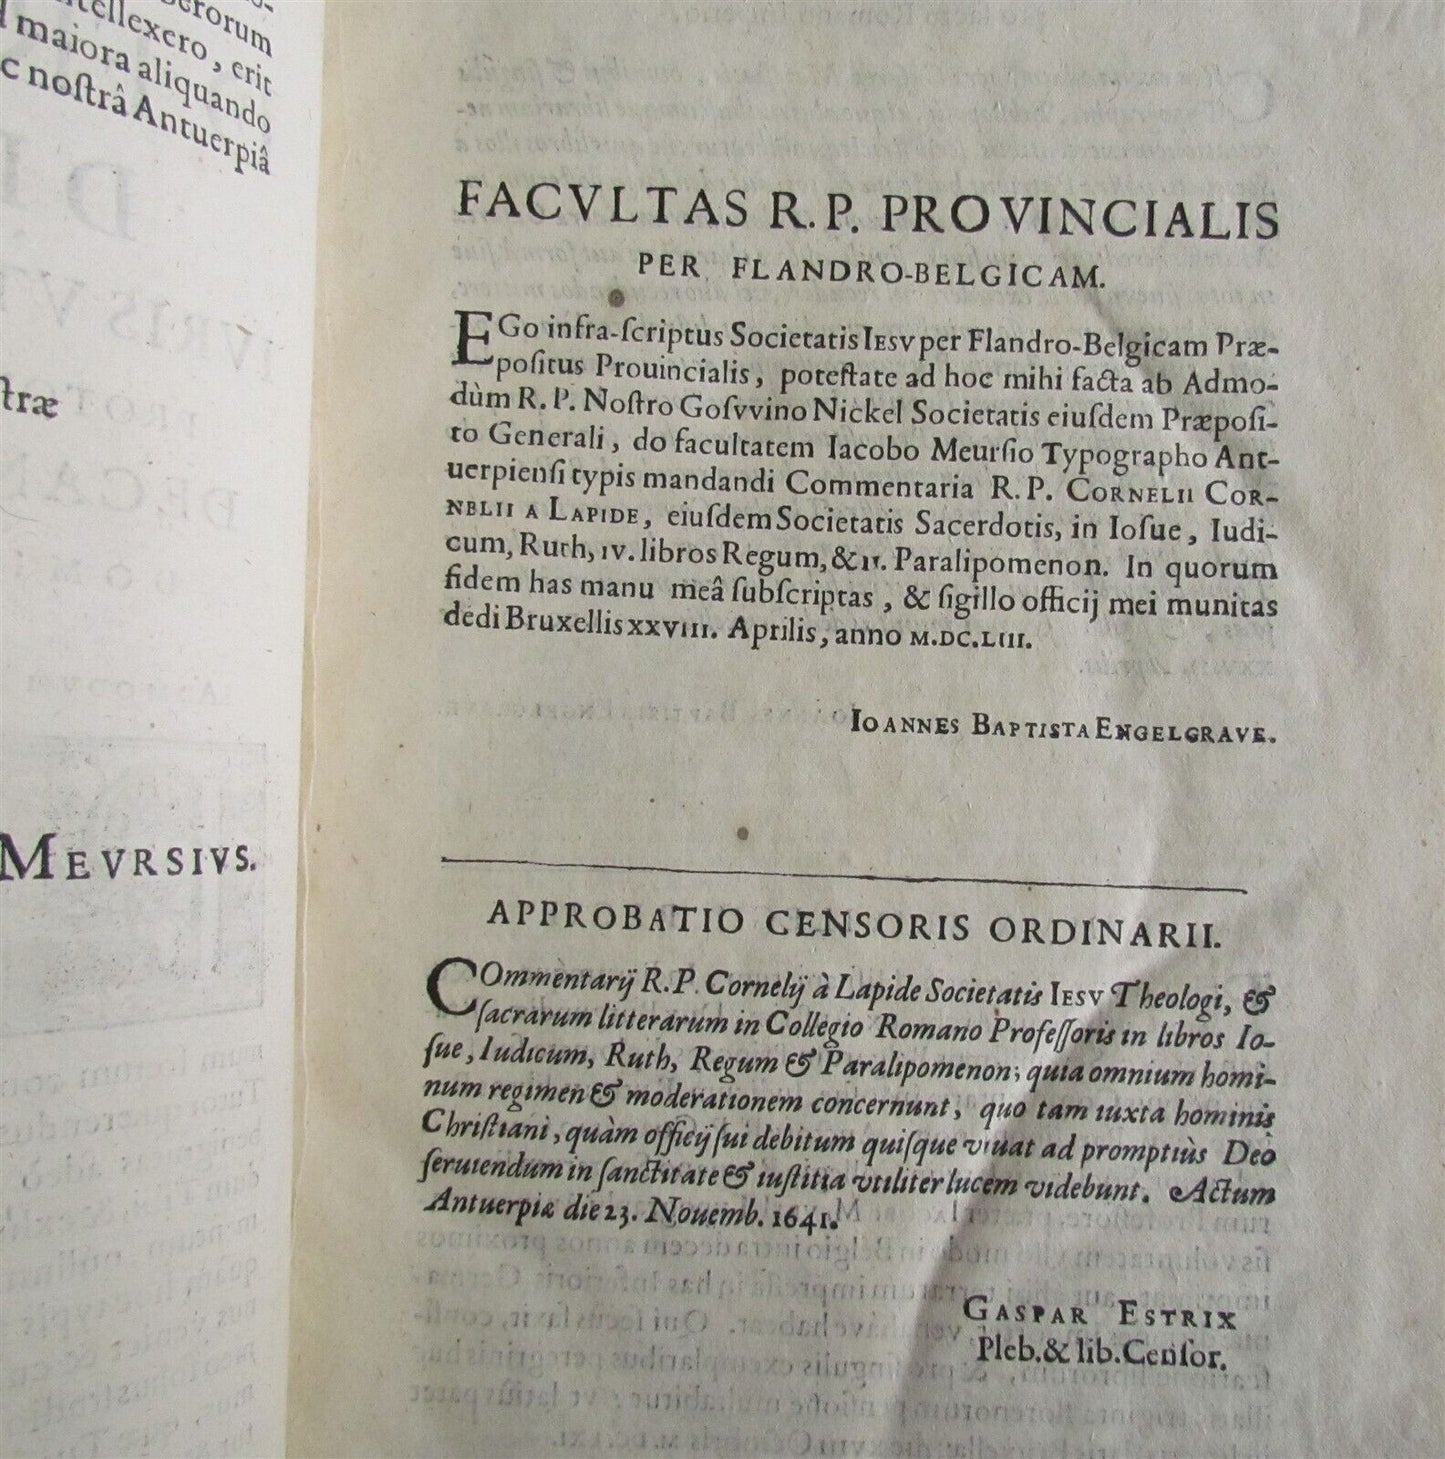 erorum
tellexero, erit
maiora aliquando
c noſtrâ Antuerpiâ
ſtræ
MEVRSIVS.
FACVLTAS R. P. PROVINCIALIS
PER FLANDRO-BELGICAM.
EGo infra-ſcriptus Societatis IESV per Flandro-Belgicam Præ-
poſitus Prouincialis, poteſtate ad hoc mihi facta ab Admo-
dùm R. P. Noſtro Goſvvino Nickel Societatis eiuſdem Præpoſi-
to Generali, do facultatem Iacobo Meurſio Typographo Ant-
uerpienſi typis mandandi Commentaria R. P. CORNELII COR-
NELII A LAPIDE, eiuſdem Societatis Sacerdotis, in Ioſue, Iudi-
cum, Ruth, IV. libros Regum, & II. Paralipomenon. In quorum
fidem has manu meâ ſubſcriptas, & ſigillo officij mei munitas
dedi Bruxellis XXVIII. Aprilis, anno M.DC.LIII.
IOANNES BAPTISTA ENGELGRAVE.
APPROBATIO CENSORIS ORDINARII.
COmmentarij R. P. Cornelij à Lapide Societatis IESV Theologi, &
ſacrarum litterarum in Collegio Romano Profeſſoris in libros Io-
ſue, Iudicum, Ruth, Regum & Paralipomenon; quia omnium homi-
num regimen & moderationem concernunt, quo tam iuxta hominis
Chriſtiani, quàm officij ſui debitum quiſque viuat ad promptiùs Deo
ſeruiendum in ſanctitate & iuſtitia vtiliter lucem videbunt. Actum
Antuerpiæ die 23. Nouemb. 1641.
GASPAR ESTRIX
Pleb. & lib. Cenſor.